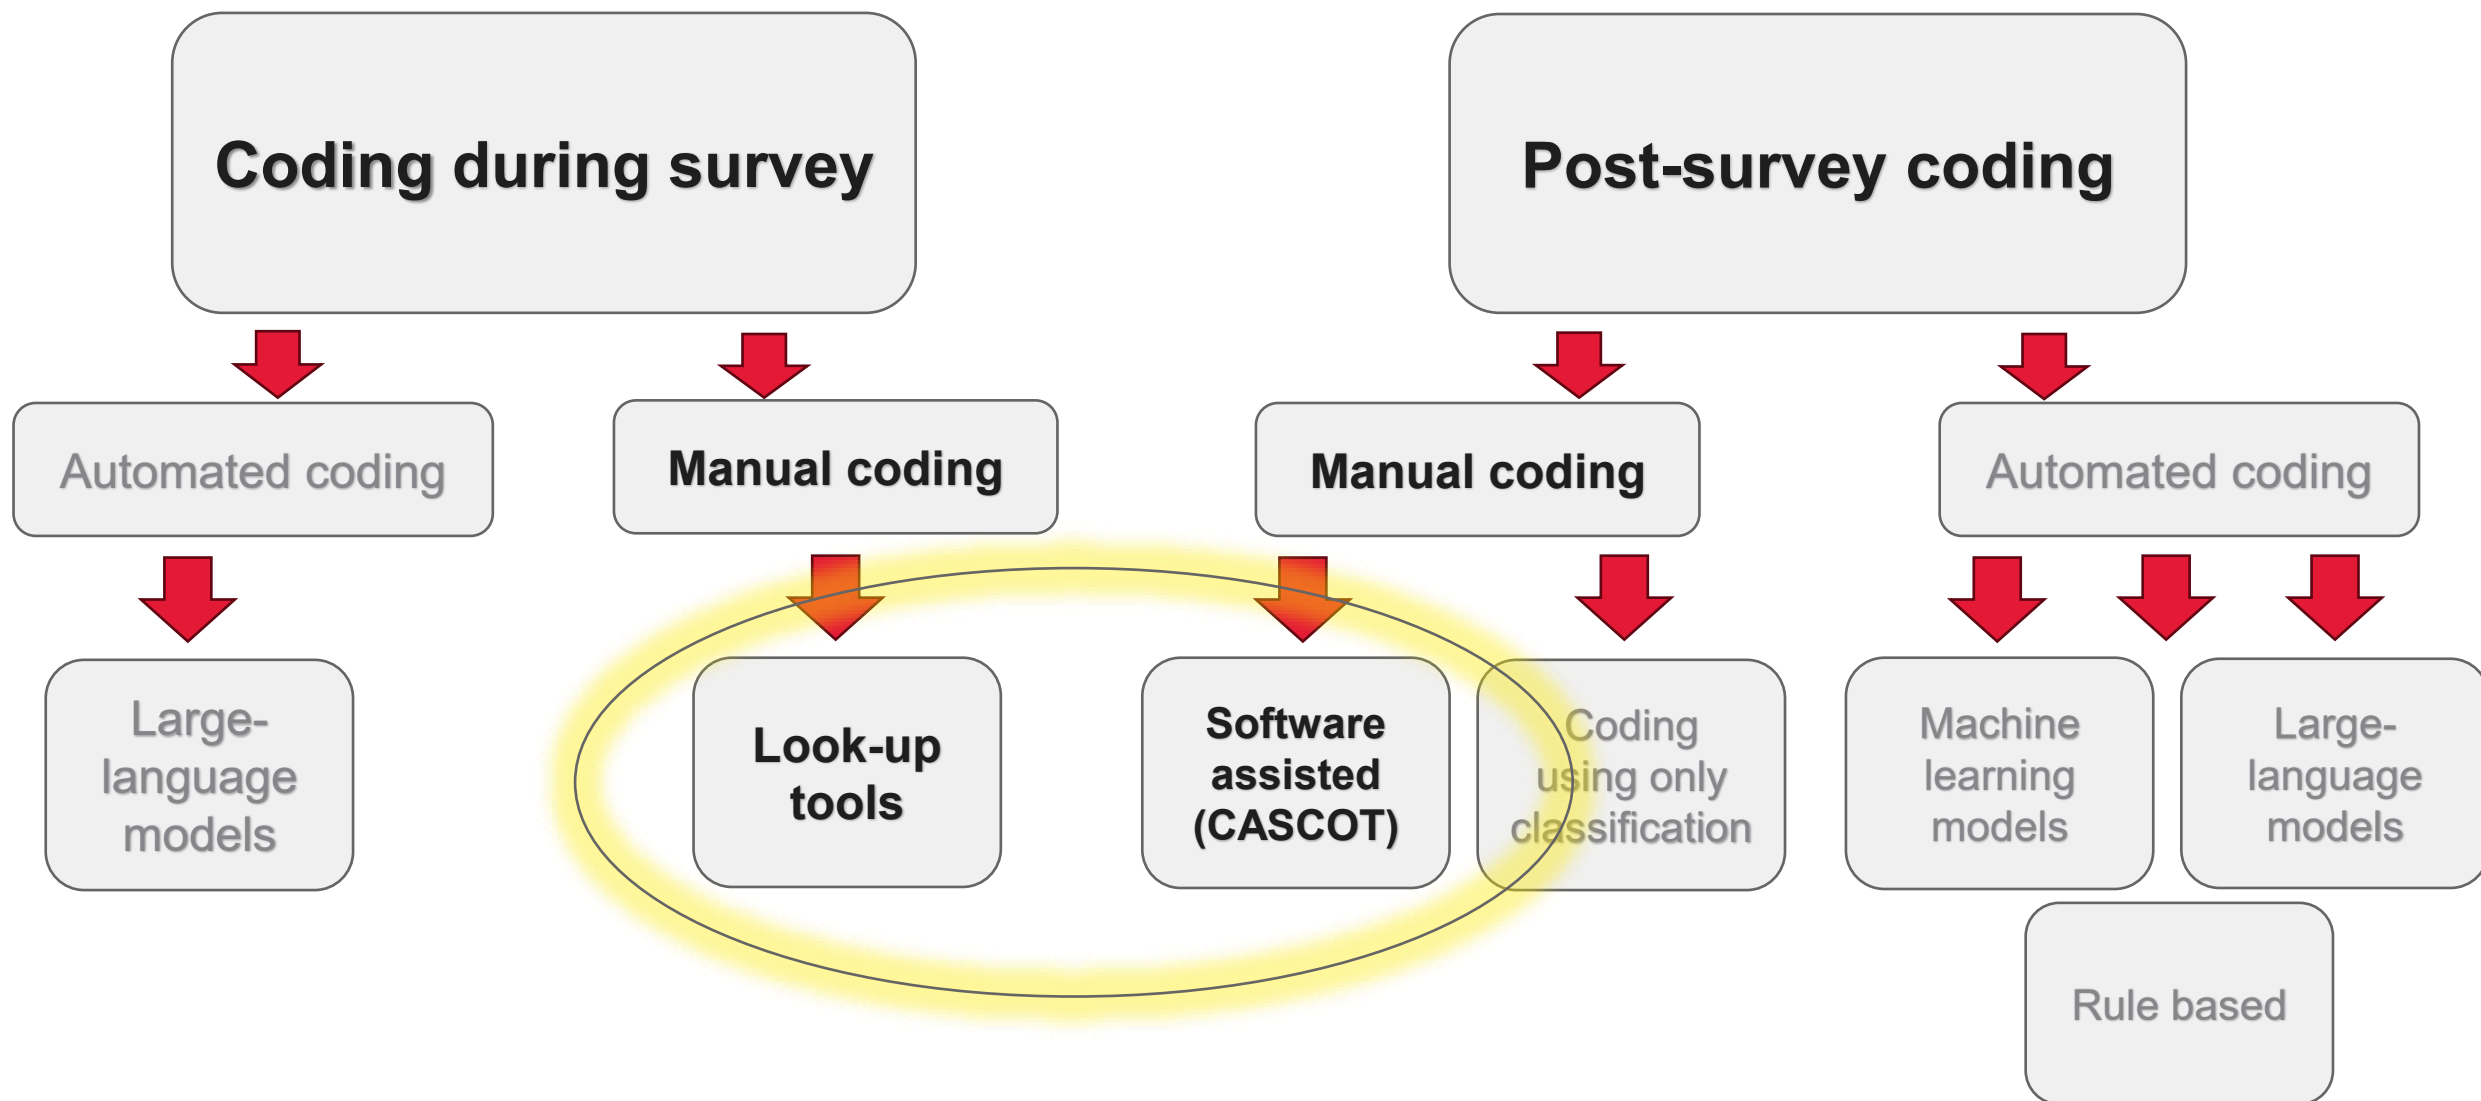 Coding during survey
Post-survey coding
Automated coding
Manual coding
Manual coding
Automated coding
Large-
language
models
Look-up
tools
Software
assisted
(CASCOT)
Coding
using only
classification
Machine
learning
models
Large-
language
models
Rule based